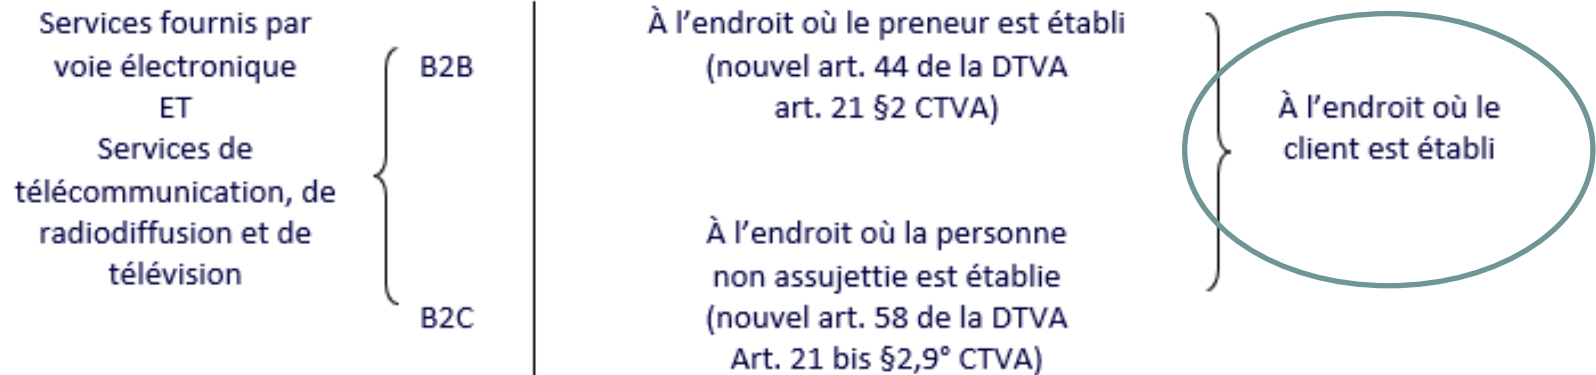 Services fournis par
voie électronique
ET
Services de
télécommunication, de
radiodiffusion et de
télévision
B2B
B2C
À l’endroit où le preneur est établi
(nouvel art. 44 de la DTVA
art. 21 §2 CTVA)
À l’endroit où la personne
non assujettie est établie
(nouvel art. 58 de la DTVA
Art. 21 bis §2,9° CTVA)
À l’endroit où le
client est établi